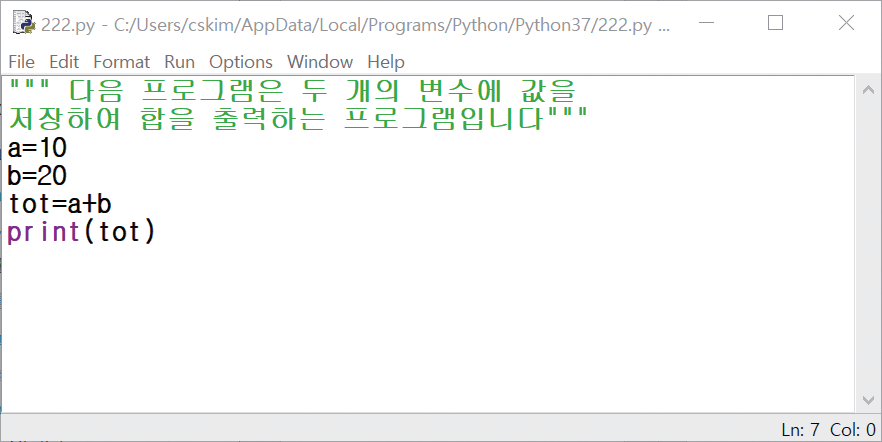 222.py - C:/Users/cskim/AppData/Local/Programs/Python/Python37/222.py ...
File Edit Format Run Options Window Help
""" 다음 프로그램은 두 개의 변수에 값을
저장하여 합을 출력하는 프로그램입니다"""
a=10
b=20
tot=a+b
print(tot)
Ln: 7 Col: 0